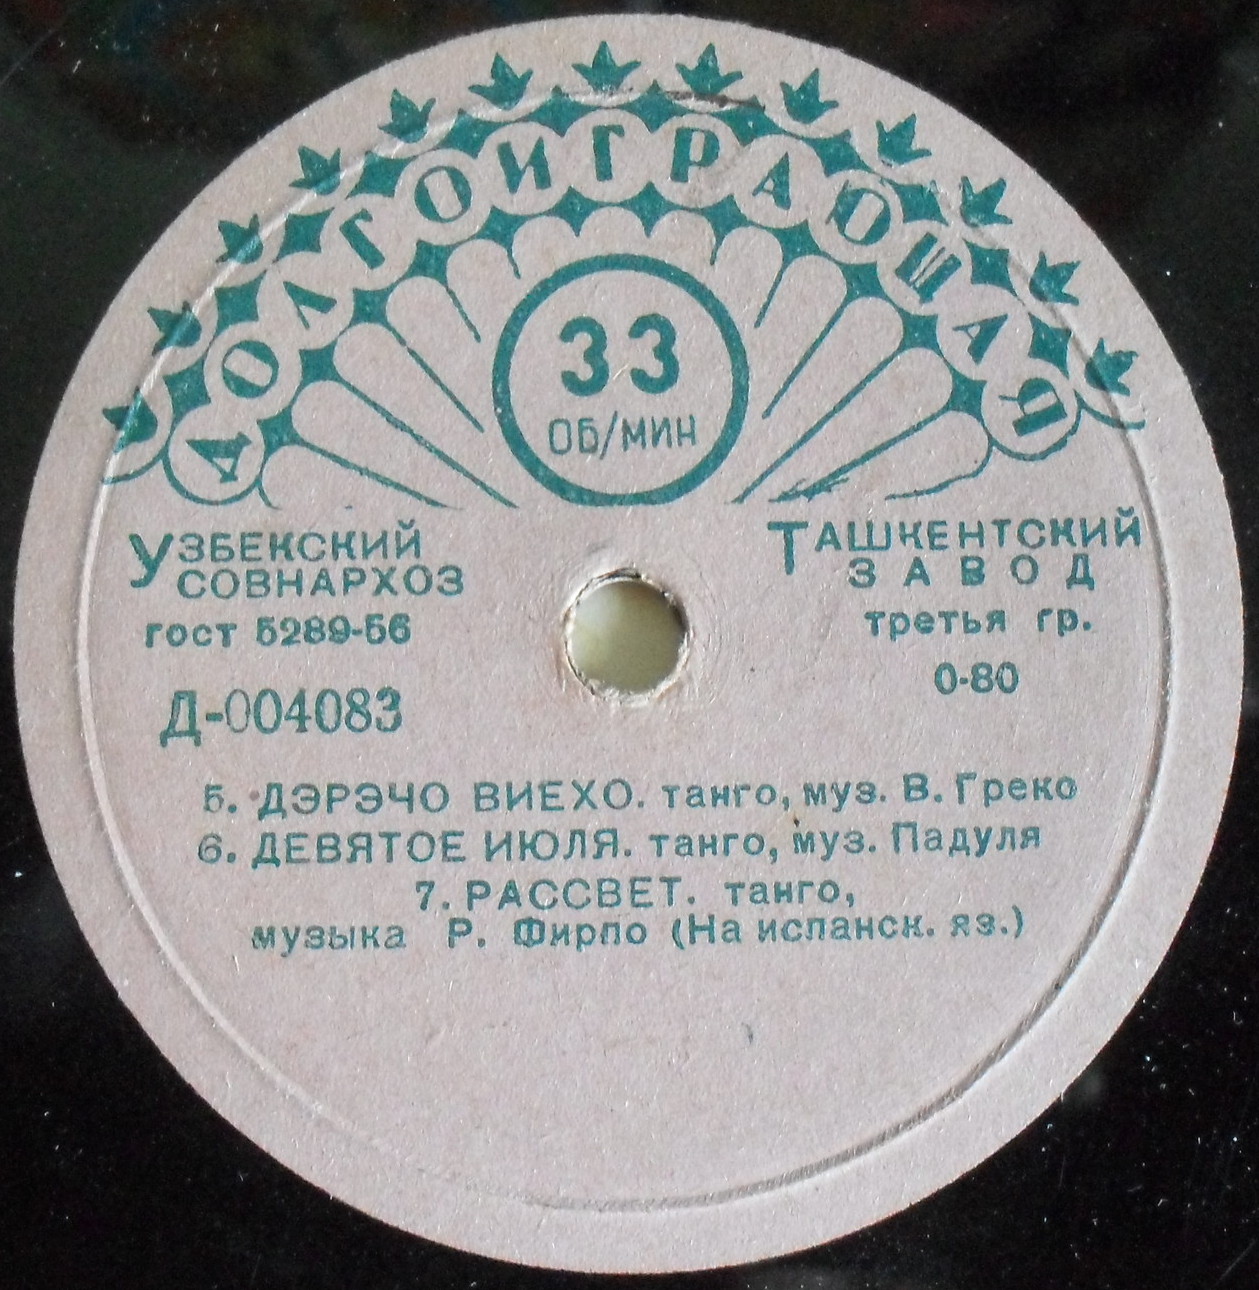 ДОЛГОИГРАЮЩАЯ
33
ОБ/МИН
УЗБЕКСКИЙ
СОВНАРХОЗ
ГОСТ 5289-56
Д-004083
ТАШКЕНТСКИЙ
ЗАВОД
третья гр.
0-80
5. ДЭРЭЧО ВИЕХО. танго, муз. В. Греко
6. ДЕВЯТОЕ ИЮЛЯ. танго, муз. Падуля
7. РАССВЕТ. танго,
музыка Р. Фирпо (На испанск. яз.)